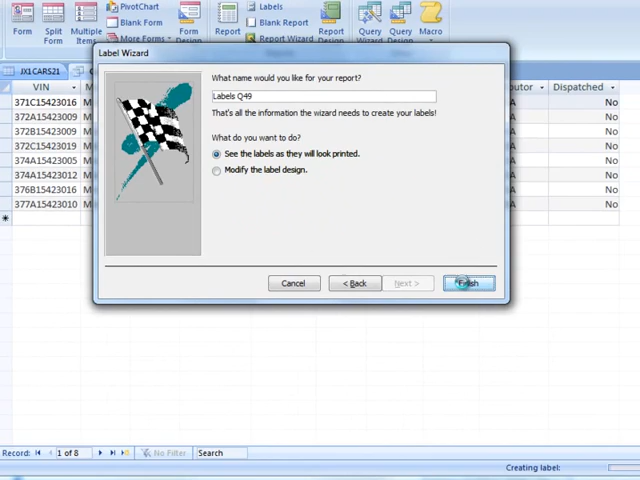 PivotChart
Labels
Blank Form
Blank Report
Form
Split
Form
Multiple
Items
More Forms
Form
Design
Report
Report Wizard
Report
Design
Query
Wizard
Query
Design
Macro
JX1CARS21
VIN
Dispatched
371C15423016
No
372A15423009
No
372B15423009
No
372C15423019
No
374A15423005
No
374A15423012
No
376B15423016
No
377A15423010
No
Label Wizard
What name would you like for your report?
Labels Q49
That's all the information the wizard needs to create your labels!
What do you want to do?
See the labels as they will look printed.
Modify the label design.
Cancel
< Back
Next >
Finish
Record:
1 of 8
No Filter
Search
Creating label: